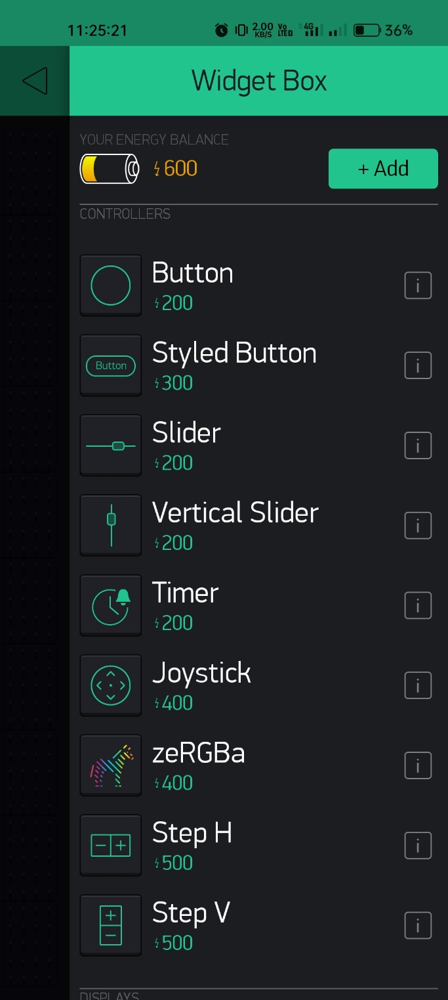 11:25:21 2.00 KB/S Vo LTED 4G 36%
Widget Box
YOUR ENERGY BALANCE
600
+ Add
CONTROLLERS
Button
200
i
Button
Styled Button
300
i
Slider
200
i
Vertical Slider
200
i
Timer
200
i
Joystick
400
i
zeRGBa
400
i
Step H
500
i
Step V
500
i
DISPLAYS